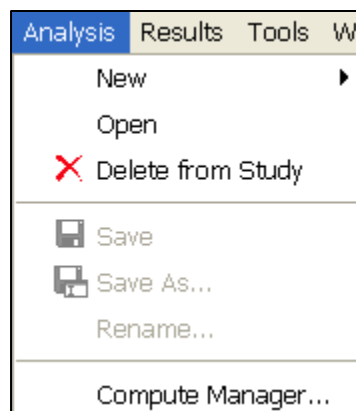 Analysis Results Tools W
New
Open
Delete from Study
Save
Save As...
Rename...
Compute Manager...